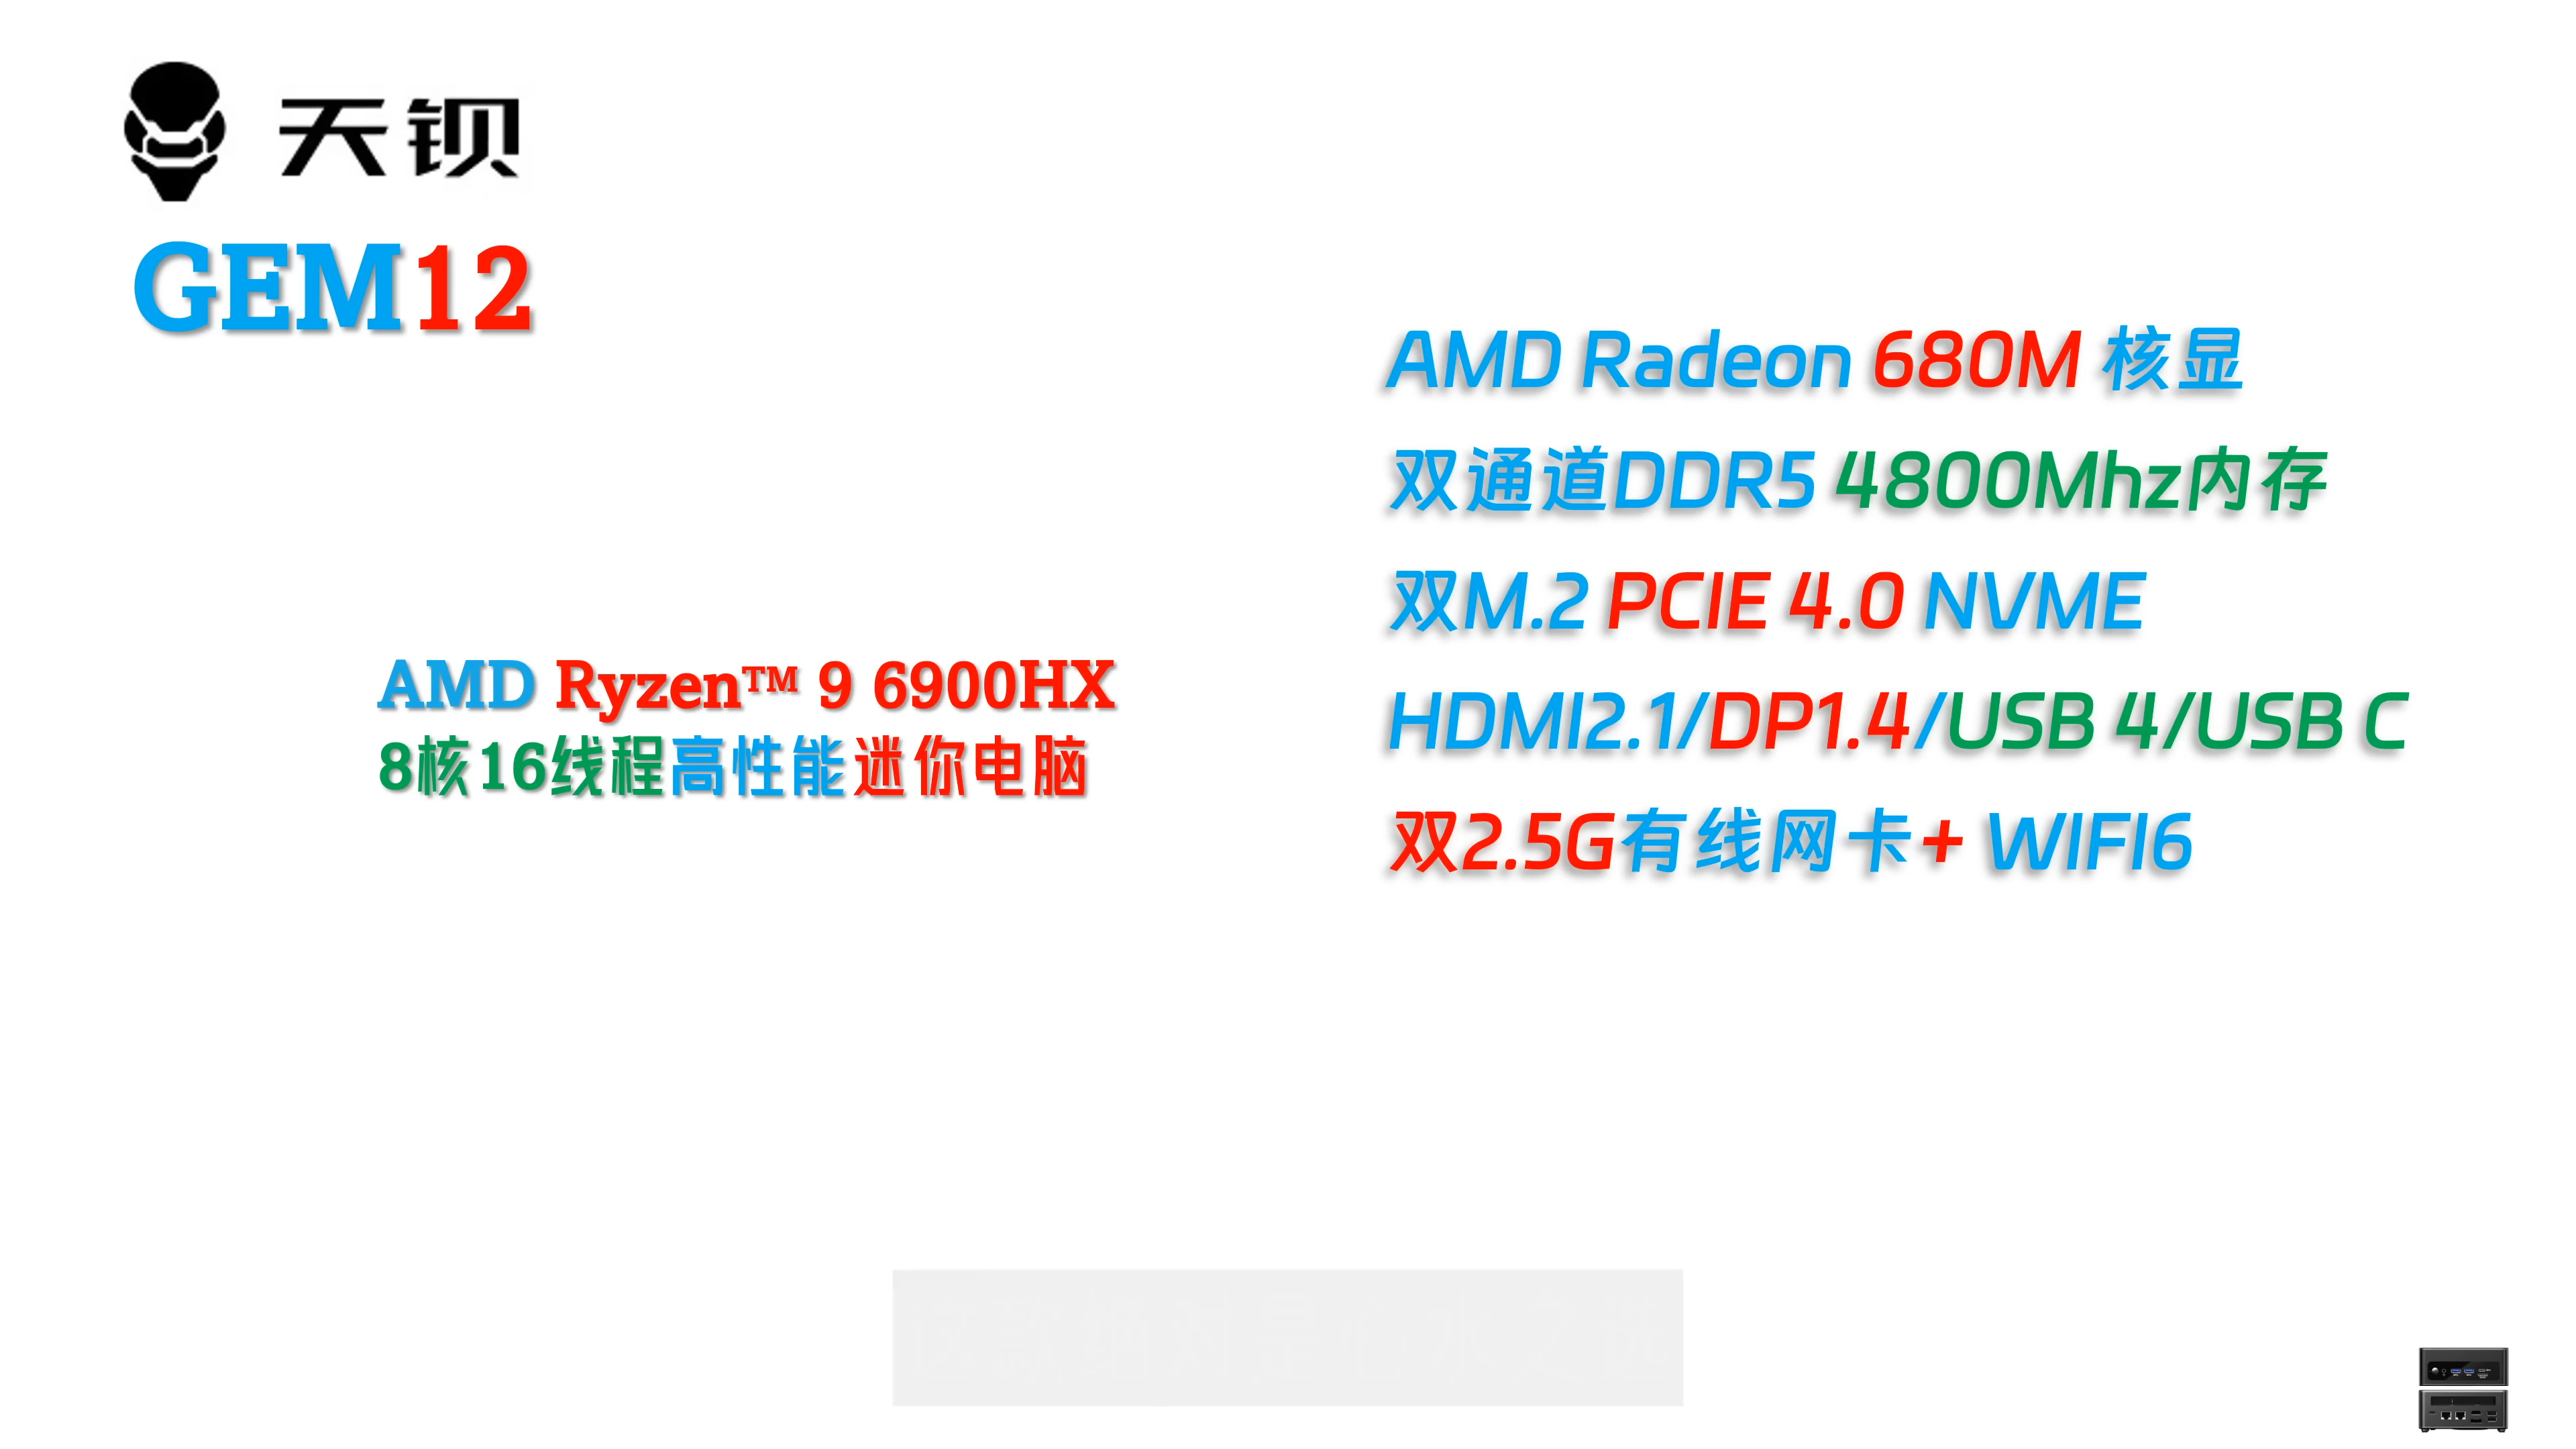 天钡
GEM12
AMD Ryzen™ 9 6900HX
8核16线程高性能迷你电脑
AMD Radeon 680M 核显
双通道DDR5 4800Mhz内存
双M.2 PCIE 4.0 NVME
HDMI2.1/DP1.4/USB 4/USB C
双2.5G有线网卡+ WIFI6